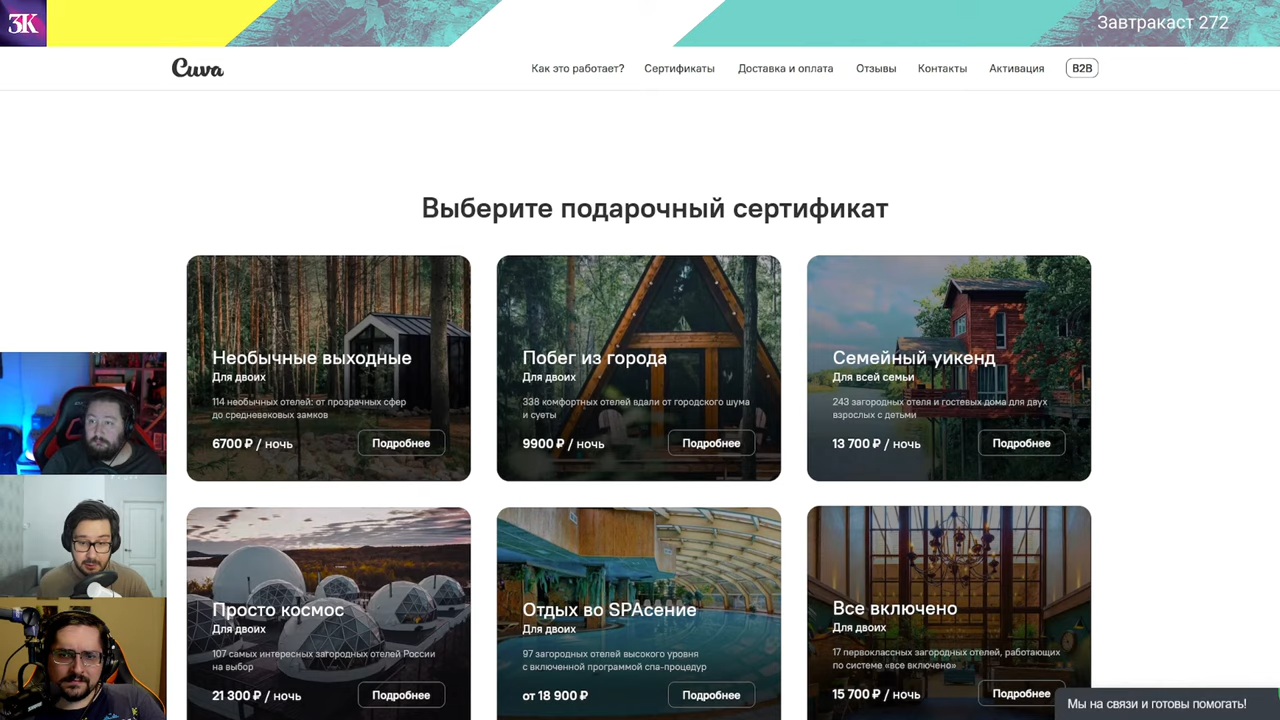 3K
Завтракаст 272
Cuva
Как это работает?
Сертификаты
Доставка и оплата
Отзывы
Контакты
Активация
B2B
Выберите подарочный сертификат
Необычные выходные
Для двоих
114 необычных отелей: от прозрачных сфер
до средневековых замков
6700 ₽ / ночь
Подробнее
Побег из города
Для двоих
338 комфортных отелей вдали от городского шума
и суеты
9900 ₽ / ночь
Подробнее
Семейный уикенд
Для всей семьи
243 загородных отеля и гостевых дома для двух
взрослых с детьми
13 700 ₽ / ночь
Подробнее
Просто космос
Для двоих
107 самых интересных загородных отелей России
на выбор
21 300 ₽ / ночь
Подробнее
Отдых во SPAсение
Для двоих
97 загородных отелей высокого уровня
с включенной программой спа-процедур
от 18 900 ₽
Подробнее
Все включено
Для двоих
17 первоклассных загородных отелей, работающих
по системе «все включено»
15 700 ₽ / ночь
Подробнее
Мы на связи и готовы помогать!